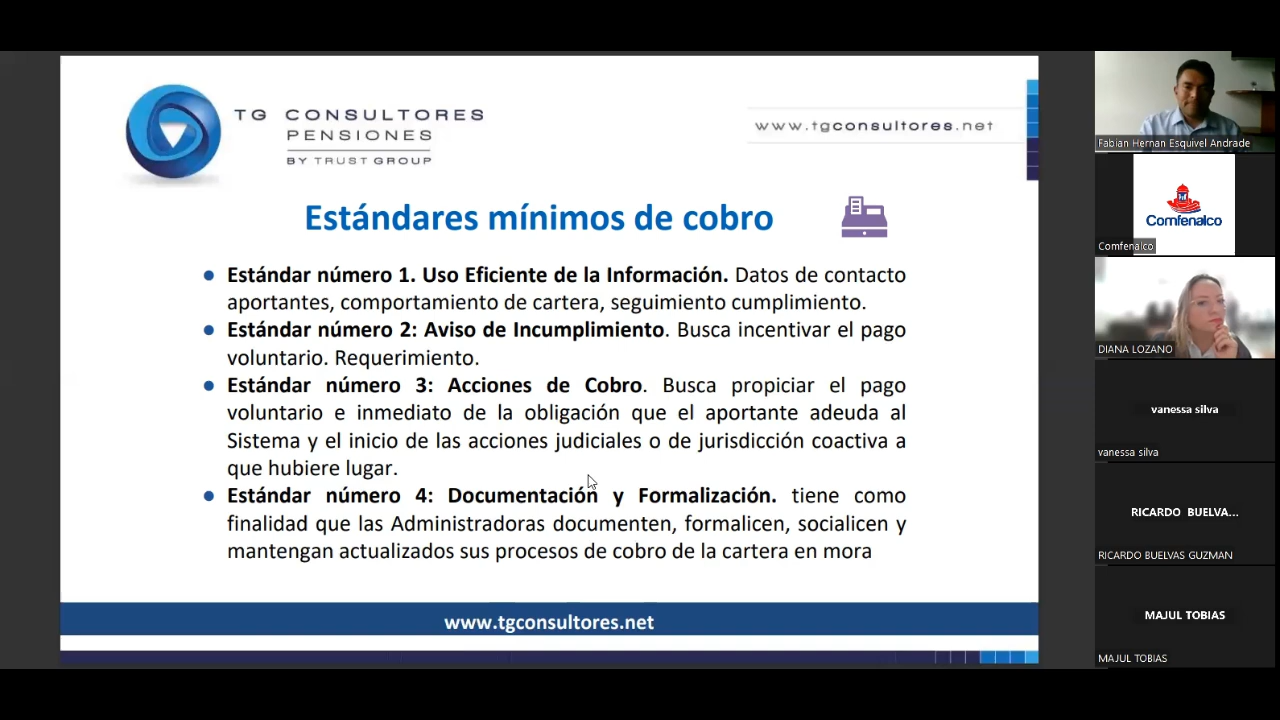 TG CONSULTORES
PENSIONES
BY TRUST GROUP
www.tgconsultores.net
Estándares mínimos de cobro
Estándar número 1. Uso Eficiente de la Información. Datos de contacto
aportantes, comportamiento de cartera, seguimiento cumplimiento.
Estándar número 2: Aviso de Incumplimiento. Busca incentivar el pago
voluntario. Requerimiento.
Estándar número 3: Acciones de Cobro. Busca propiciar el pago
voluntario e inmediato de la obligación que el aportante adeuda al
Sistema y el inicio de las acciones judiciales o de jurisdicción coactiva a
que hubiere lugar.
Estándar número 4: Documentación y Formalización. tiene como
finalidad que las Administradoras documenten, formalicen, socialicen y
mantengan actualizados sus procesos de cobro de la cartera en mora
www.tgconsultores.net
Fabian Hernan Esquivel Andrade
Comfenalco
Comfenalco
DIANA LOZANO
vanessa silva
vanessa silva
RICARDO BUELVA...
RICARDO BUELVAS GUZMAN
MAJUL TOBIAS
MAJUL TOBIAS